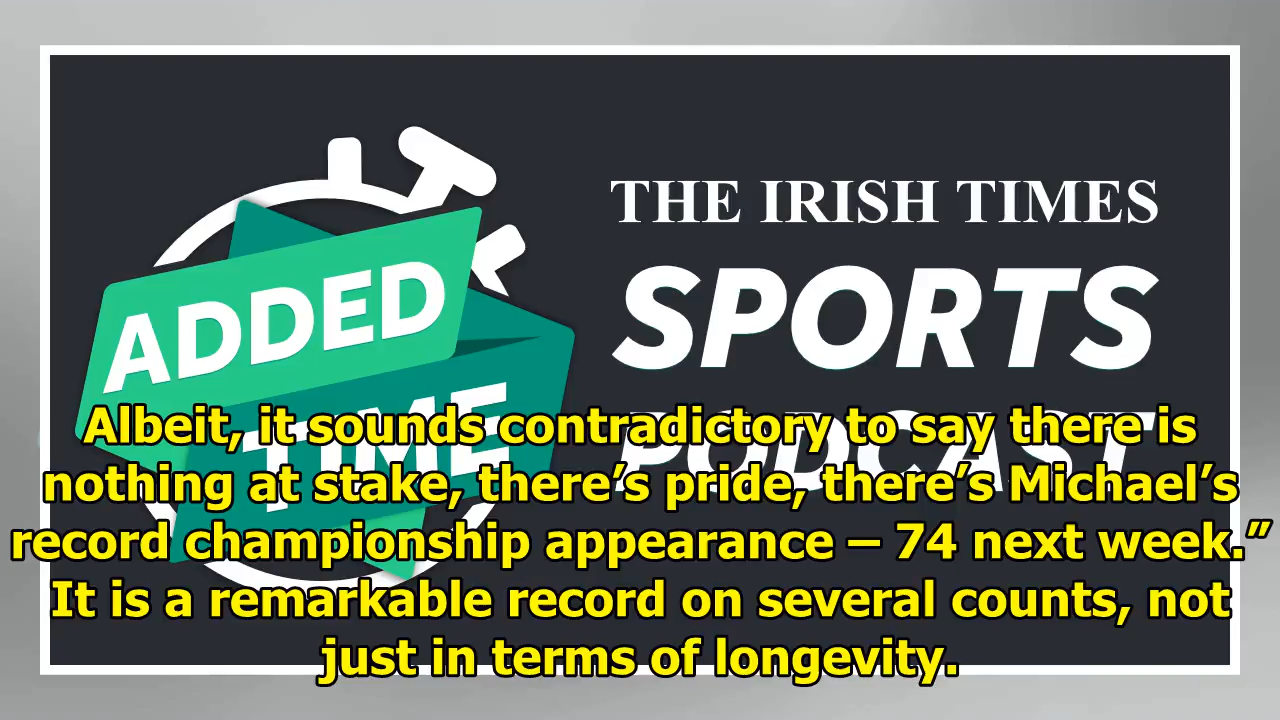 ADDED
TIME
THE IRISH TIMES
SPORTS
PODCAST
Albeit, it sounds contradictory to say there is
nothing at stake, there’s pride, there’s Michael’s
record championship appearance – 74 next week.”
It is a remarkable record on several counts, not
just in terms of longevity.